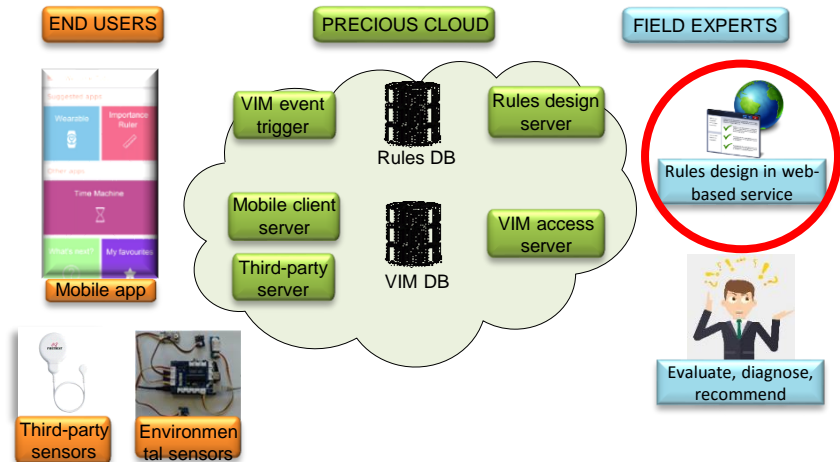 END USERS
PRECIOUS CLOUD
FIELD EXPERTS
Suggested apps
Wearable
Importance
Ruler
Other apps
Time Machine
What's next?
My favourites
Mobile app
Third-party
sensors
Environmen
tal sensors
VIM event
trigger
Rules DB
Rules design
server
Mobile client
server
Third-party
server
VIM DB
VIM access
server
Rules design in web-
based service
Evaluate, diagnose,
recommend